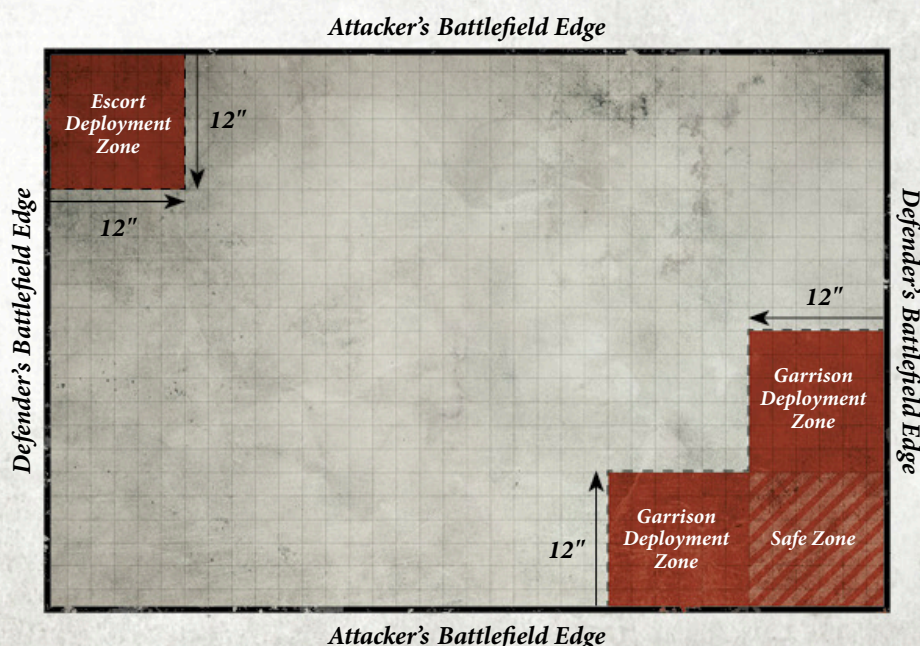 Attacker's Battlefield Edge
Escort
Deployment
Zone
12"
12"
Defender's Battlefield Edge
Defender's Battlefield Edge
12"
Garrison
Deployment
Zone
Garrison
Deployment
Zone
Safe Zone
12"
Attacker's Battlefield Edge